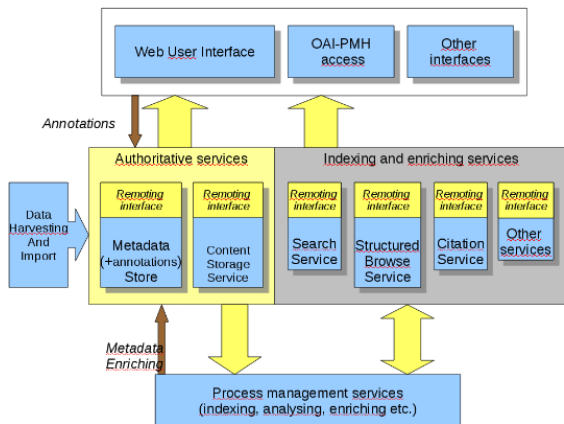 Web User Interface
OAI-PMH
access
Other
interfaces
Annotations
Authoritative services
Indexing and enriching services
Data
Harvesting
And
Import
Remoting
interface
Metadata
(+annotations)
Store
Remoting
interface
Content
Storage
Service
Remoting
interface
Search
Service
Remoting
interface
Structured
Browse
Service
Remoting
interface
Citation
Service
Remoting
interface
Other
services
Metadata
Enriching
Process management services
(indexing, analysing, enriching etc.)